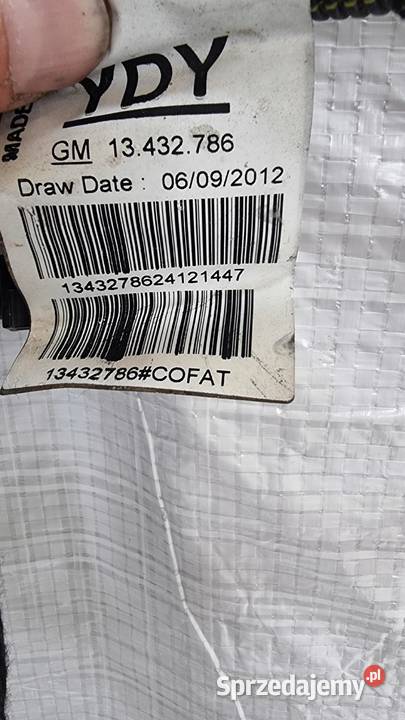 MADE
YDY
GM 13.432.786
Draw Date : 06/09/2012
1343278624121447
13432786#COFAT
Sprzedajemy.pl